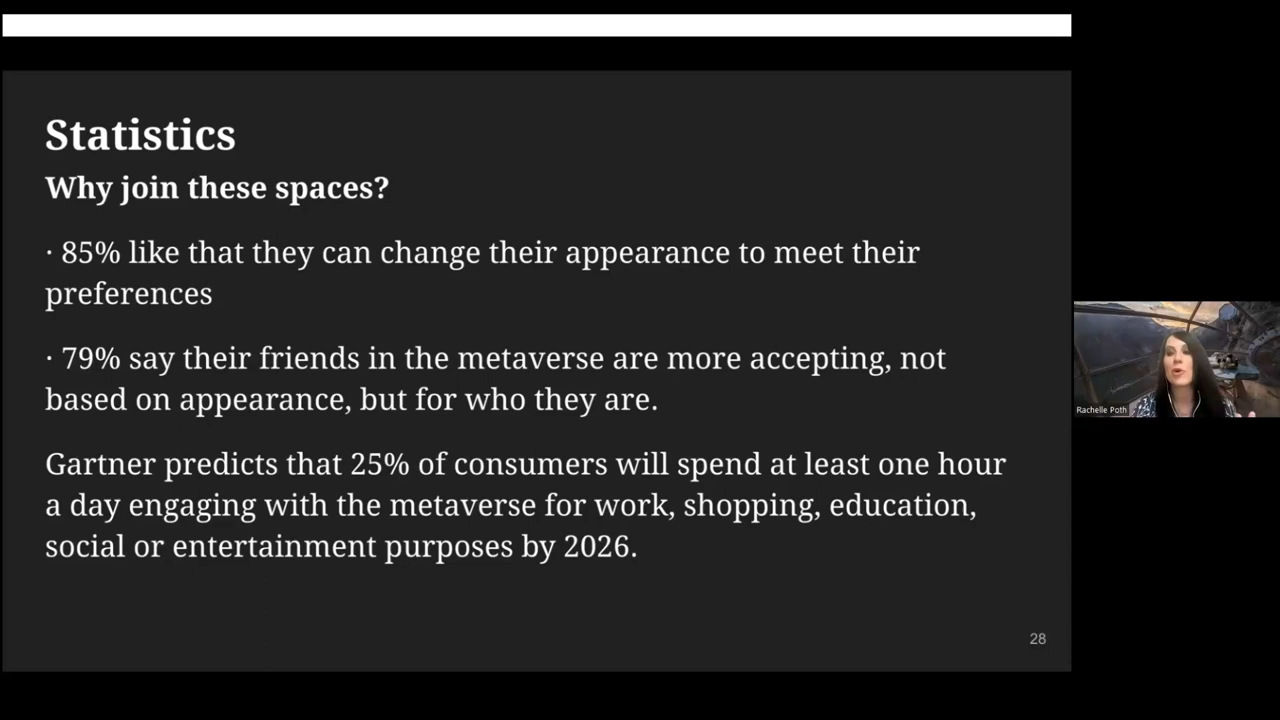 Statistics
Why join these spaces?
· 85% like that they can change their appearance to meet their
preferences
· 79% say their friends in the metaverse are more accepting, not
based on appearance, but for who they are.
Gartner predicts that 25% of consumers will spend at least one hour
a day engaging with the metaverse for work, shopping, education,
social or entertainment purposes by 2026.
28
Rachelle Poth